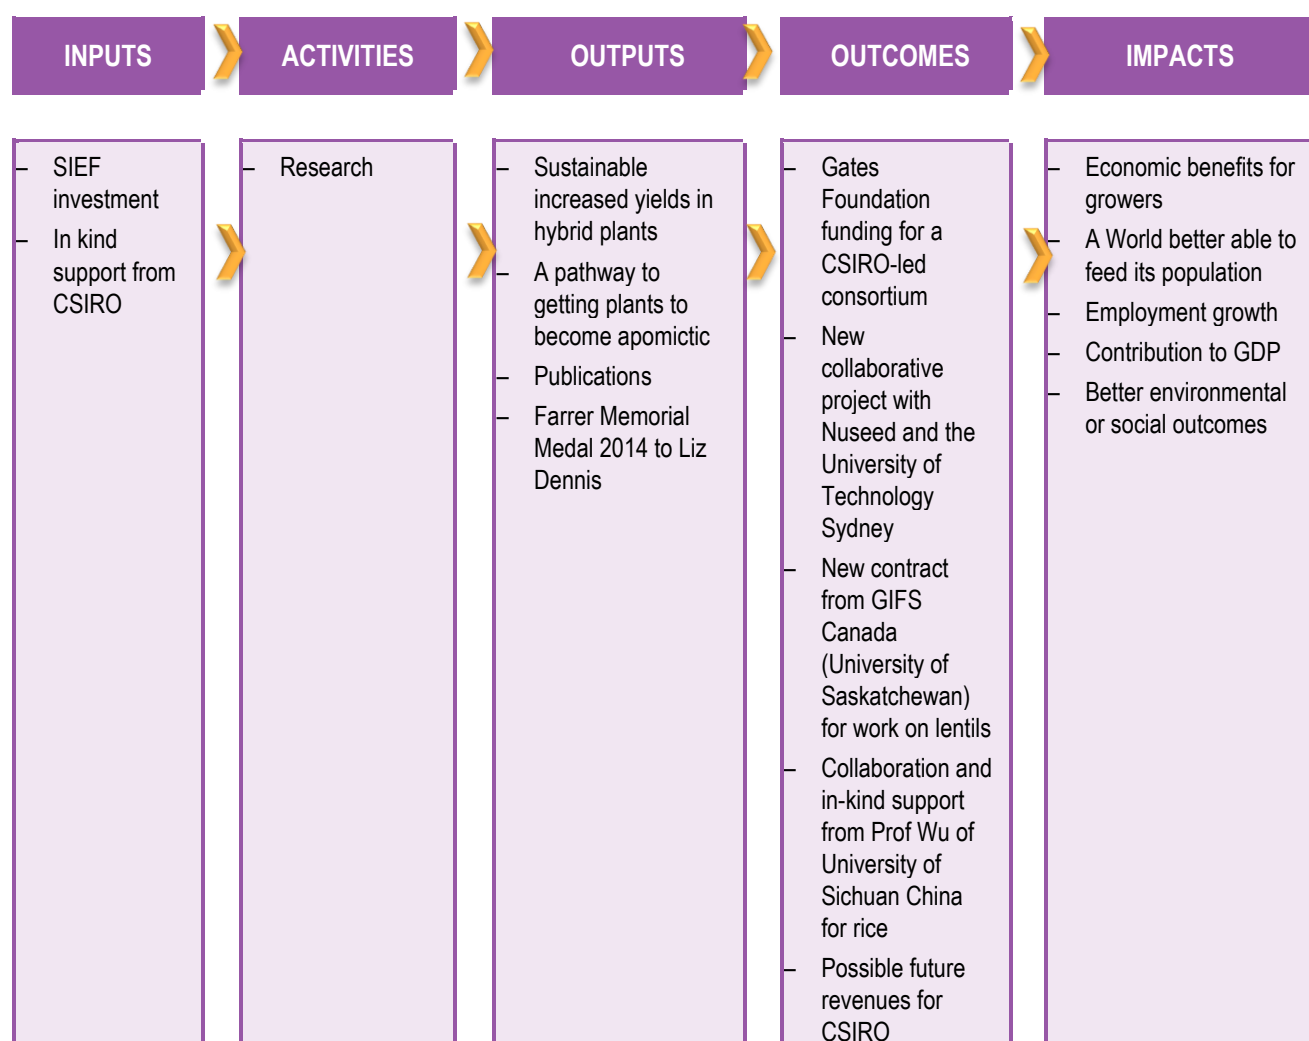 INPUTS
ACTIVITIES
OUTPUTS
OUTCOMES
IMPACTS
– SIEF
investment
– In kind
support from
CSIRO
– Research
– Sustainable
increased yields in
hybrid plants
– A pathway to
getting plants to
become apomictic
– Publications
– Farrer Memorial
Medal 2014 to Liz
Dennis
– Gates
Foundation
funding for a
CSIRO-led
consortium
– New
collaborative
project with
Nuseed and the
University of
Technology
Sydney
– New contract
from GIFS
Canada
(University of
Saskatchewan)
for work on lentils
– Collaboration and
in-kind support
from Prof Wu of
University of
Sichuan China
for rice
– Possible future
revenues for
CSIRO
– Economic benefits for
growers
– A World better able to
feed its population
– Employment growth
– Contribution to GDP
– Better environmental
or social outcomes